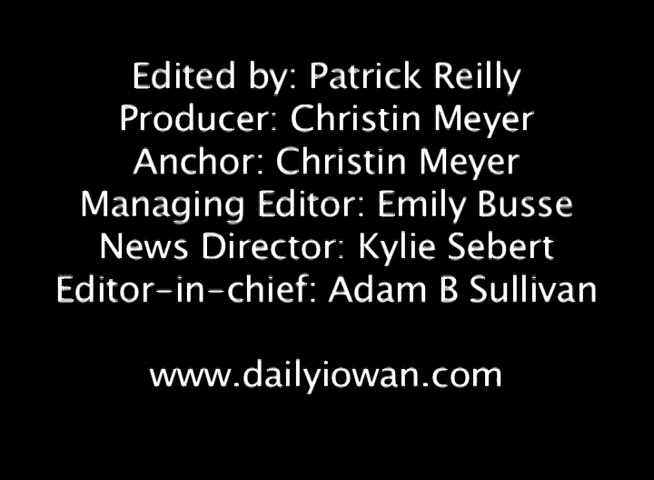 Edited by: Patrick Reilly
Producer: Christin Meyer
Anchor: Christin Meyer
Managing Editor: Emily Busse
News Director: Kylie Sebert
Editor-in-chief: Adam B Sullivan
www.dailyiowan.com